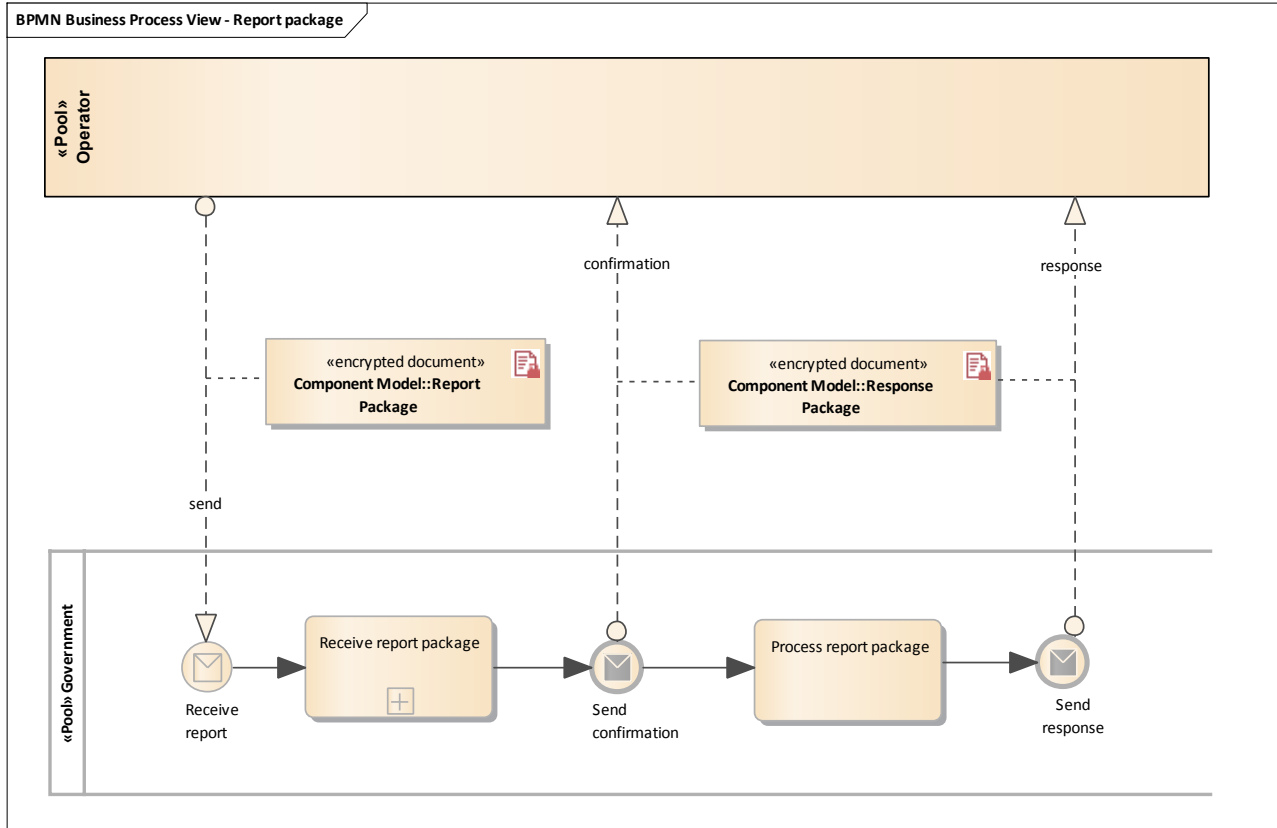 BPMN Business Process View - Report package
«Pool»
Operator
confirmation
response
«encrypted document»
Component Model::Report
Package
«encrypted document»
Component Model::Response
Package
send
«Pool» Government
Receive report package
Process report package
Receive
report
Send
confirmation
Send
response